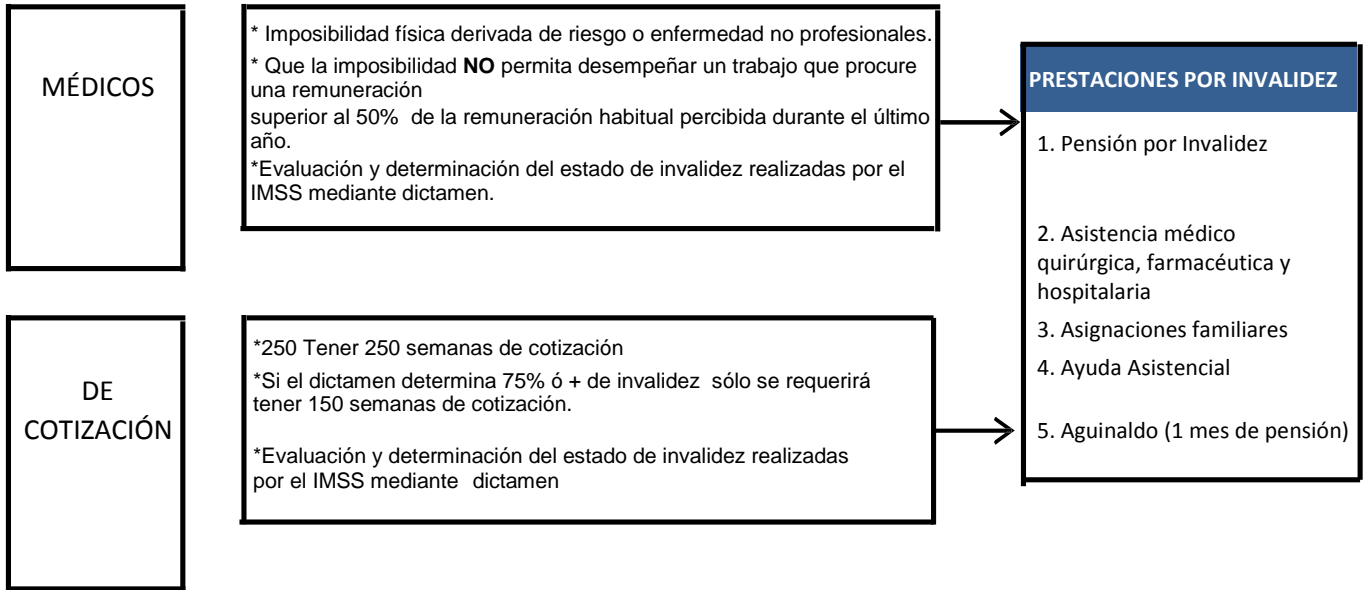 MÉDICOS
* Imposibilidad física derivada de riesgo o enfermedad no profesionales.
* Que la imposibilidad NO permita desempeñar un trabajo que procure
una remuneración
superior al 50% de la remuneración habitual percibida durante el último
año.
*Evaluación y determinación del estado de invalidez realizadas por el
IMSS mediante dictamen.
DE
COTIZACIÓN
*250 Tener 250 semanas de cotización
*Si el dictamen determina 75% ó + de invalidez sólo se requerirá
tener 150 semanas de cotización.
*Evaluación y determinación del estado de invalidez realizadas
por el IMSS mediante dictamen
PRESTACIONES POR INVALIDEZ
1. Pensión por Invalidez
2. Asistencia médico
quirúrgica, farmacéutica y
hospitalaria
3. Asignaciones familiares
4. Ayuda Asistencial
5. Aguinaldo (1 mes de pensión)